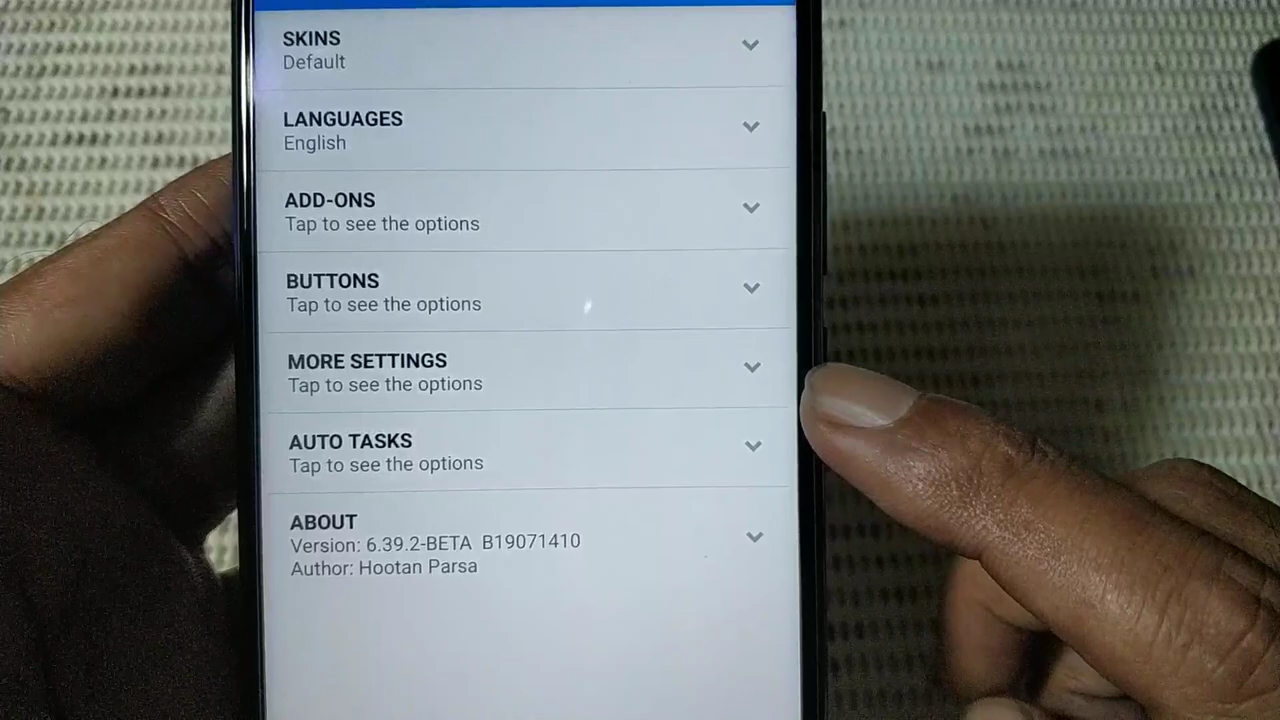 SKINS
Default
LANGUAGES
English
ADD-ONS
Tap to see the options
BUTTONS
Tap to see the options
MORE SETTINGS
Tap to see the options
AUTO TASKS
Tap to see the options
ABOUT
Version: 6.39.2-BETA B19071410
Author: Hootan Parsa